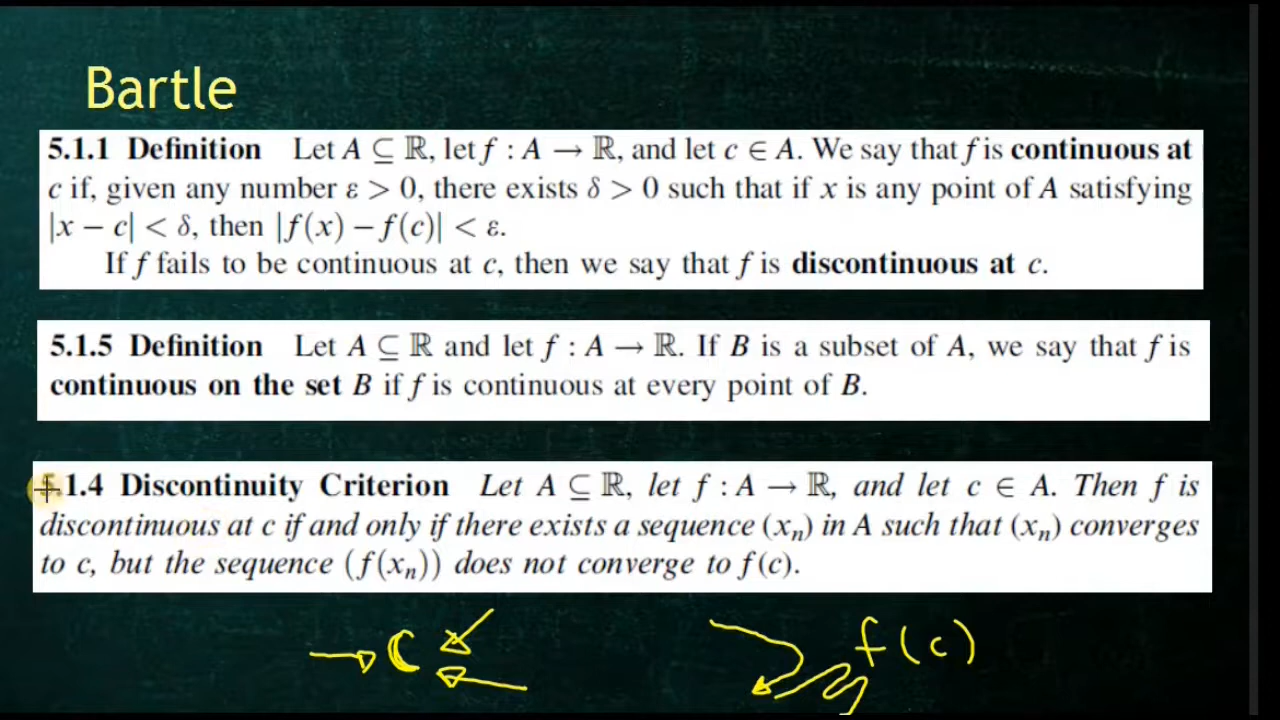 Bartle
5.1.1 Definition Let A ⊆ ℝ, let f : A → ℝ, and let c ∈ A. We say that f is continuous at
c if, given any number ε > 0, there exists δ > 0 such that if x is any point of A satisfying
|x − c| < δ, then |f(x) − f(c)| < ε.
If f fails to be continuous at c, then we say that f is discontinuous at c.
5.1.5 Definition Let A ⊆ ℝ and let f : A → ℝ. If B is a subset of A, we say that f is
continuous on the set B if f is continuous at every point of B.
5.1.4 Discontinuity Criterion Let A ⊆ ℝ, let f : A → ℝ, and let c ∈ A. Then f is
discontinuous at c if and only if there exists a sequence (xₙ) in A such that (xₙ) converges
to c, but the sequence (f(xₙ)) does not converge to f(c).
→ c f(c)